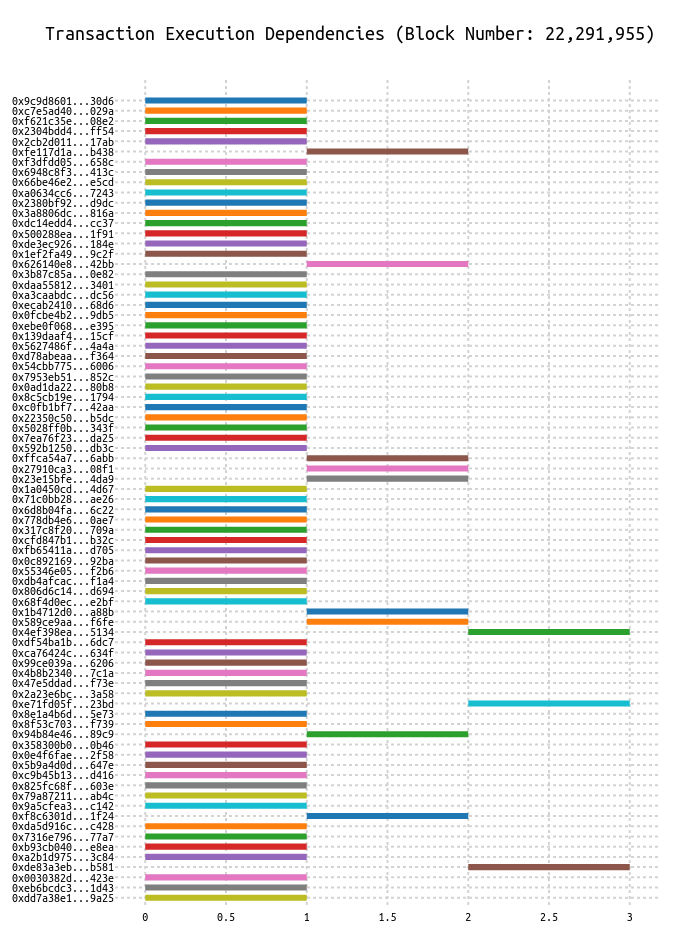 Transaction Execution Dependencies (Block Number: 22,291,955)
0x9c9d8601...30d6
0xc7e5ad40...029a
0xf621c35e...08e2
0x2304bdd4...ff54
0x2cb2d011...17ab
0xfe117d1a...b438
0xf3dfdd05...658c
0x6948c8f3...413c
0x66be46e2...e5cd
0xa0634cc6...7243
0x2380bf92...d9dc
0x3a8806dc...816a
0xdc14edd4...cc37
0x500288ea...1f91
0xde3ec926...184e
0x1ef2fa49...9c2f
0x626140e8...42bb
0x3b87c85a...0e82
0xdaa55812...3401
0xa3caabdc...dc56
0xecab2410...68d6
0x0fcbe4b2...9db5
0xebe0f068...e395
0x139daaf4...15cf
0x5627486f...4a4a
0xd78abeaa...f364
0x54cbb775...6006
0x7953eb51...852c
0x0ad1da22...80b8
0x8c5cb19e...1794
0xc0fb1bf7...42aa
0x22350c50...b5dc
0x5028ff0b...343f
0x7ea76f23...da25
0x592b1250...db3c
0xffca54a7...6abb
0x27910ca3...08f1
0x23e15bfe...4da9
0x1a0450cd...4d67
0x71c0bb28...ae26
0x6d8b04fa...6c22
0x778db4e6...0ae7
0x317c8f20...709a
0xcfd847b1...b32c
0xfb65411a...d705
0x0c892169...92ba
0x55346e05...f2b6
0xdb4afcac...f1a4
0x806d6c14...d694
0x68f4d0ec...e2bf
0x1b4712d0...a88b
0x589ce9aa...f6fe
0x4ef398ea...5134
0xdf54ba1b...6dc7
0xca76424c...634f
0x99ce039a...6206
0x4b8b2340...7c1a
0x47e5ddad...f73e
0x2a23e6bc...3a58
0xe71fd05f...23bd
0x8e1a4b6d...5e73
0x8f53c703...f739
0x94b84e46...89c9
0x358300b0...0b46
0x0e4f6fae...2f58
0x5b9a4d0d...647e
0xc9b45b13...d416
0x825fc68f...603e
0x79a87211...ab4c
0x9a5cfea3...c142
0xf8c6301d...1f24
0xda5d916c...c428
0x7316e796...77a7
0xb93cb040...e8ea
0xa2b1d975...3c84
0xde83a3eb...b581
0x0030382d...423e
0xeb6bcdc3...1d43
0xdd7a38e1...9a25
0 0.5 1 1.5 2 2.5 3